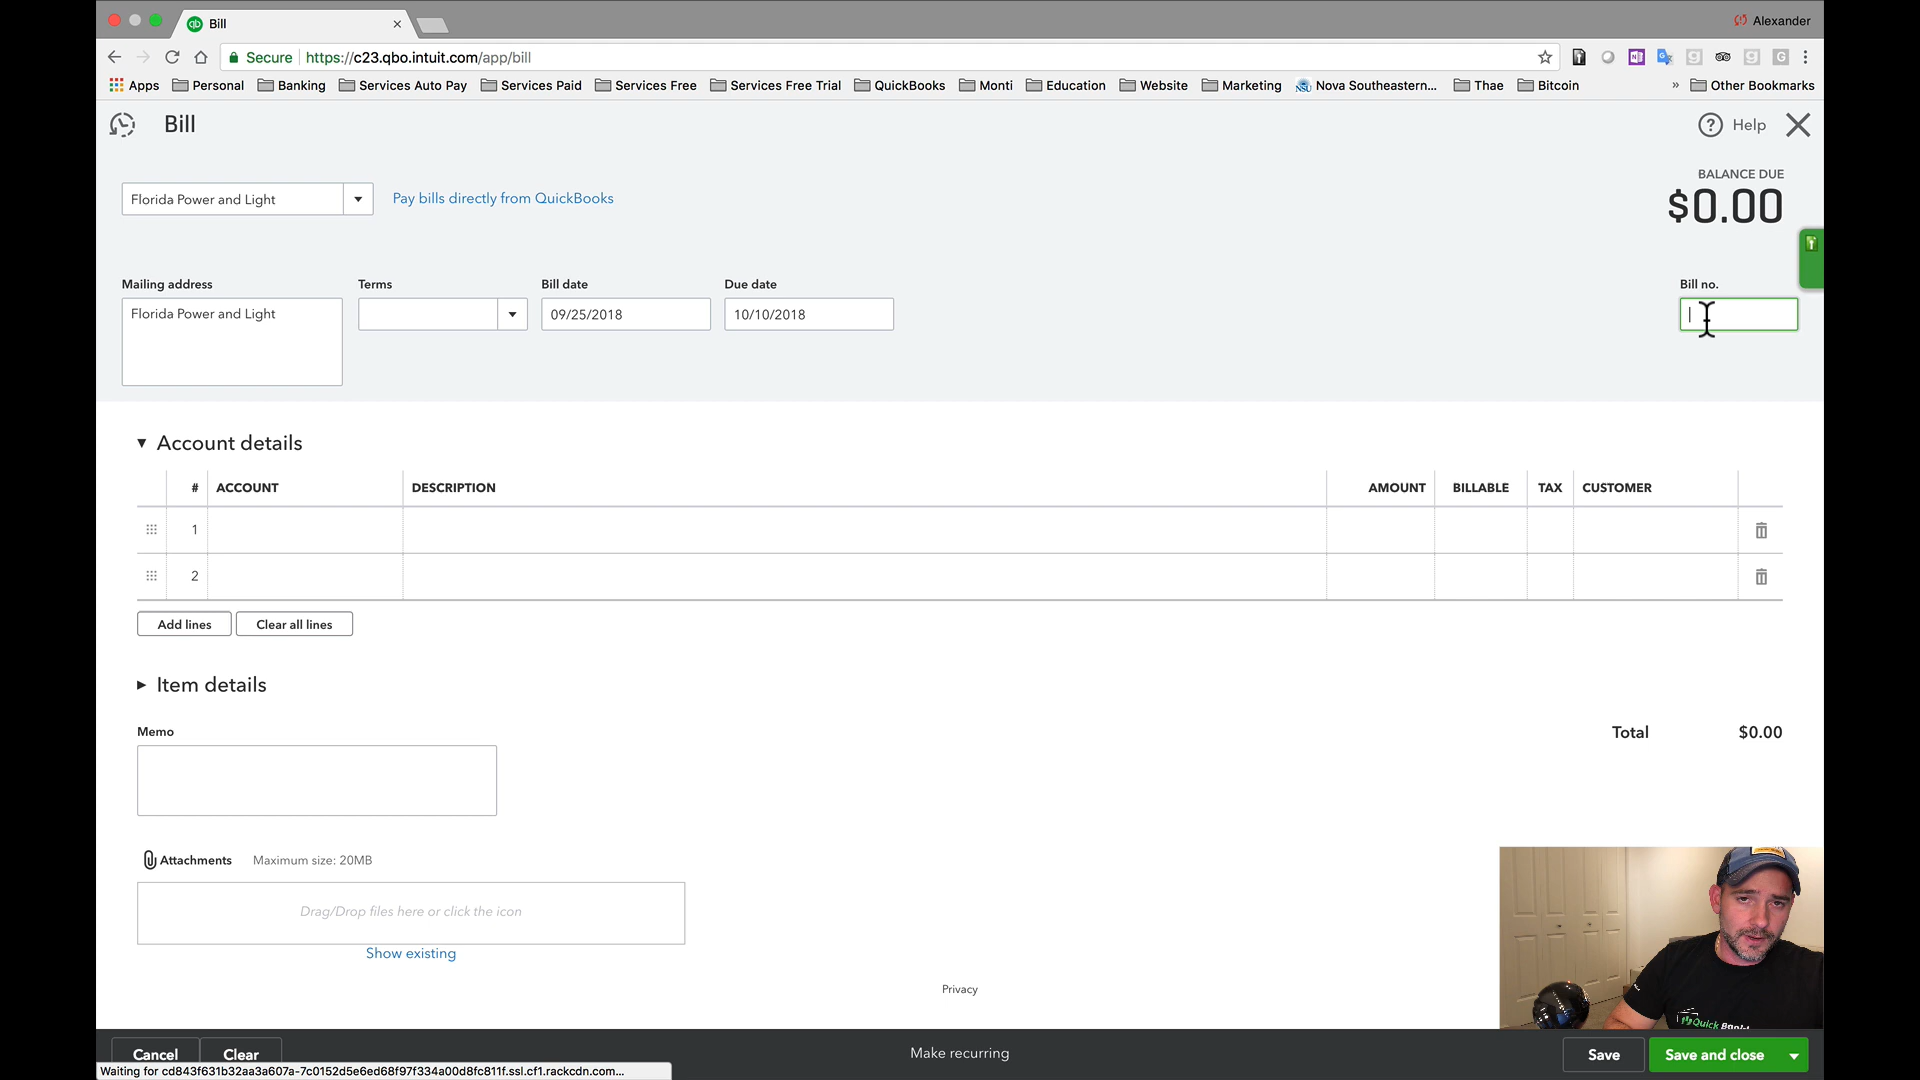 Bill
Alexander
Secure https://c23.qbo.intuit.com/app/bill
Apps Personal Banking Services Auto Pay Services Paid Services Free Services Free Trial QuickBooks Monti Education Website Marketing Nova Southeastern... Thae Bitcoin » Other Bookmarks
Bill
Help
Florida Power and Light
Pay bills directly from QuickBooks
BALANCE DUE
$0.00
Mailing address Terms Bill date Due date Bill no.
Florida Power and Light 09/25/2018 10/10/2018
Account details
# ACCOUNT DESCRIPTION AMOUNT BILLABLE TAX CUSTOMER
1
2
Add lines Clear all lines
Item details
Memo
Total $0.00
Attachments Maximum size: 20MB
Drag/Drop files here or click the icon
Show existing
Privacy
Cancel Clear Make recurring Save Save and close
Waiting for cd843f631b32aa3a607a-7c0152d5e6ed68f97f334a00d8fc811f.ssl.cf1.rackcdn.com...